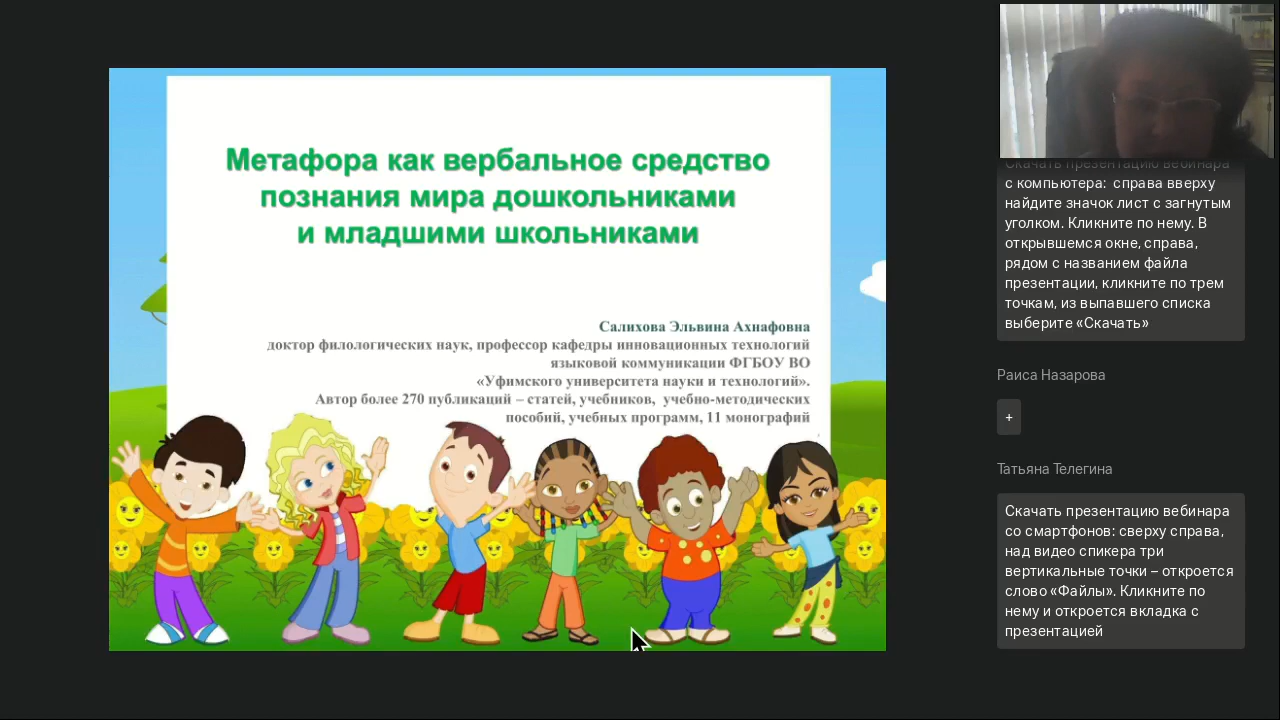 Метафора как вербальное средство
познания мира дошкольниками
и младшими школьниками
Салихова Эльвина Ахнафовна
доктор филологических наук, профессор кафедры инновационных технологий
языковой коммуникации ФГБОУ ВО
«Уфимского университета науки и технологий».
Автор более 270 публикаций – статей, учебников, учебно-методических
пособий, учебных программ, 11 монографий
Скачать презентацию вебинара
с компьютера: справа вверху
найдите значок лист с загнутым
уголком. Кликните по нему. В
открывшемся окне, справа,
рядом с названием файла
презентации, кликните по трем
точкам, из выпавшего списка
выберите «Скачать»
Раиса Назарова
+
Татьяна Телегина
Скачать презентацию вебинара
со смартфонов: сверху справа,
над видео спикера три
вертикальные точки – откроется
слово «Файлы». Кликните по
нему и откроется вкладка с
презентацией